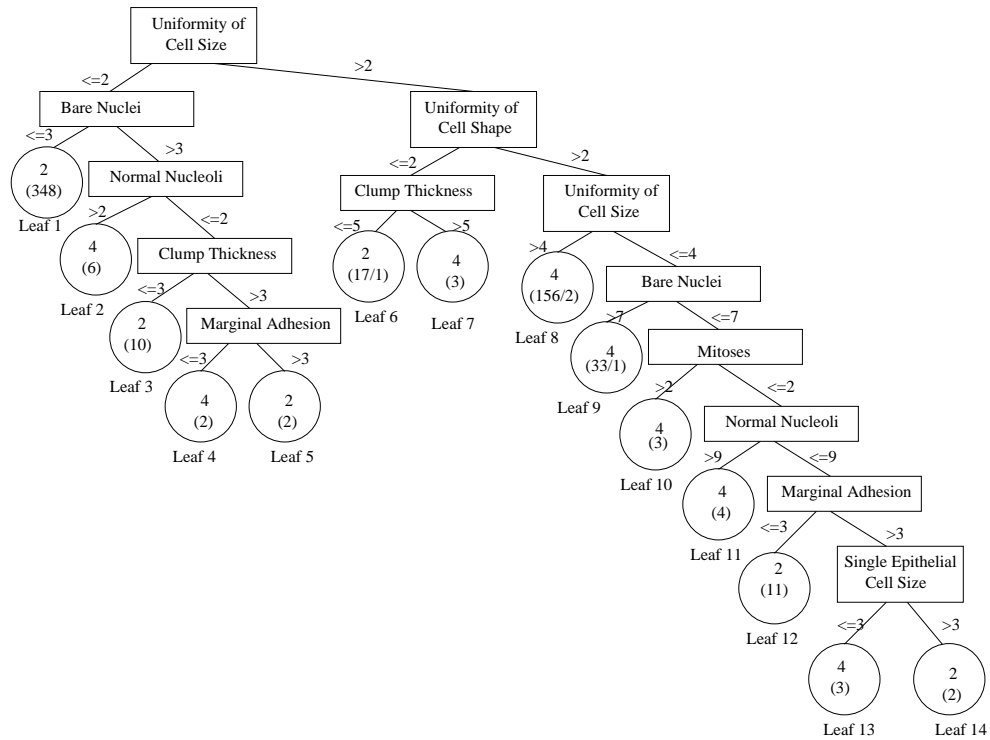 Uniformity of
Cell Size
<=2
>2
Bare Nuclei
Uniformity of
Cell Shape
<=3
>3
<=2
>2
2
(348)
Leaf 1
Normal Nucleoli
Clump Thickness
Uniformity of
Cell Size
>2
<=2
<=5
>5
>4
<=4
4
(6)
Leaf 2
Clump Thickness
2
(17/1)
Leaf 6
4
(3)
Leaf 7
4
(156/2)
Leaf 8
Bare Nuclei
<=3
>3
>7
<=7
2
(10)
Leaf 3
Marginal Adhesion
4
(33/1)
Leaf 9
Mitoses
<=3
>3
>2
<=2
4
(2)
Leaf 4
2
(2)
Leaf 5
4
(3)
Leaf 10
Normal Nucleoli
>9
<=9
4
(4)
Leaf 11
Marginal Adhesion
<=3
>3
2
(11)
Leaf 12
Single Epithelial
Cell Size
<=3
>3
4
(3)
Leaf 13
2
(2)
Leaf 14